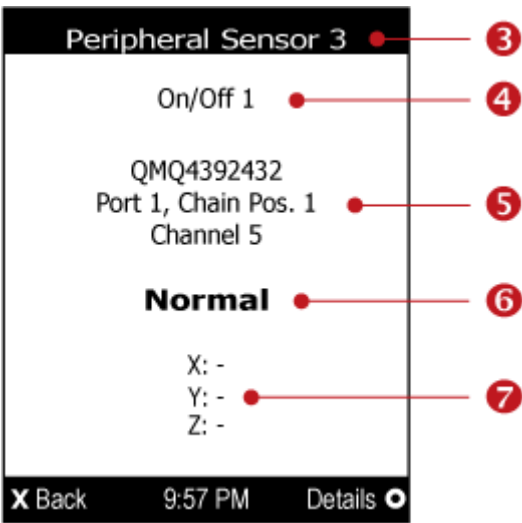 Peripheral Sensor 3
3
On/Off 1
4
QMQ4392432
Port 1, Chain Pos. 1
5
Channel 5
Normal
6
X: -
Y: -
7
Z: -
X Back 9:57 PM Details